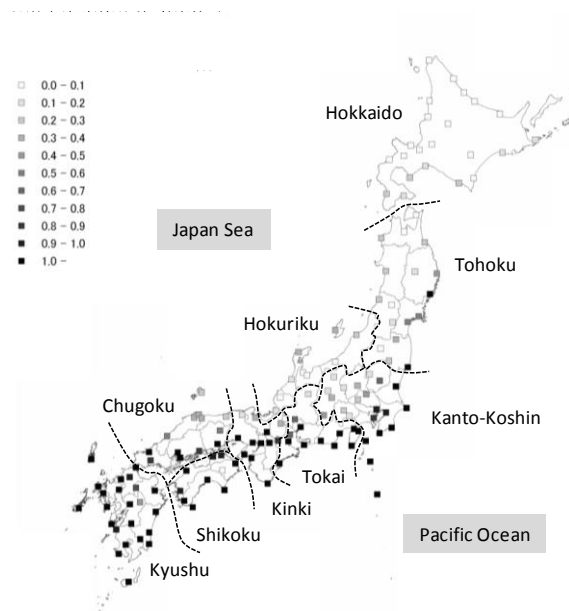 0.0 - 0.1
0.1 - 0.2
0.2 - 0.3
0.3 - 0.4
0.4 - 0.5
0.5 - 0.6
0.6 - 0.7
0.7 - 0.8
0.8 - 0.9
0.9 - 1.0
1.0 -
Hokkaido
Japan Sea
Tohoku
Hokuriku
Chugoku
Kanto-Koshin
Tokai
Kinki
Shikoku
Pacific Ocean
Kyushu